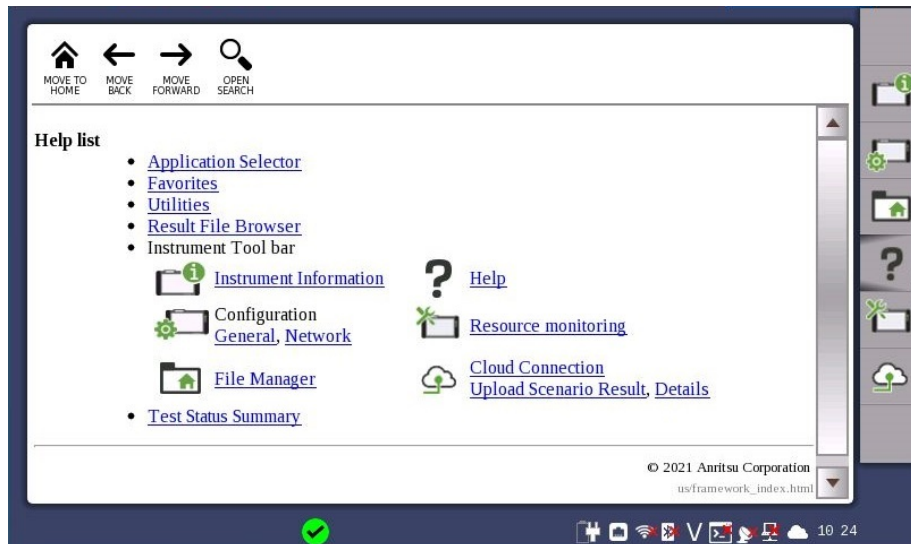 MOVE TO HOME
MOVE BACK
MOVE FORWARD
OPEN SEARCH
Help list
Application Selector
Favorites
Utilities
Result File Browser
Instrument Tool bar
Instrument Information
Help
Configuration
General, Network
Resource monitoring
File Manager
Cloud Connection
Upload Scenario Result, Details
Test Status Summary
© 2021 Anritsu Corporation
us/framework_index.html
10 24